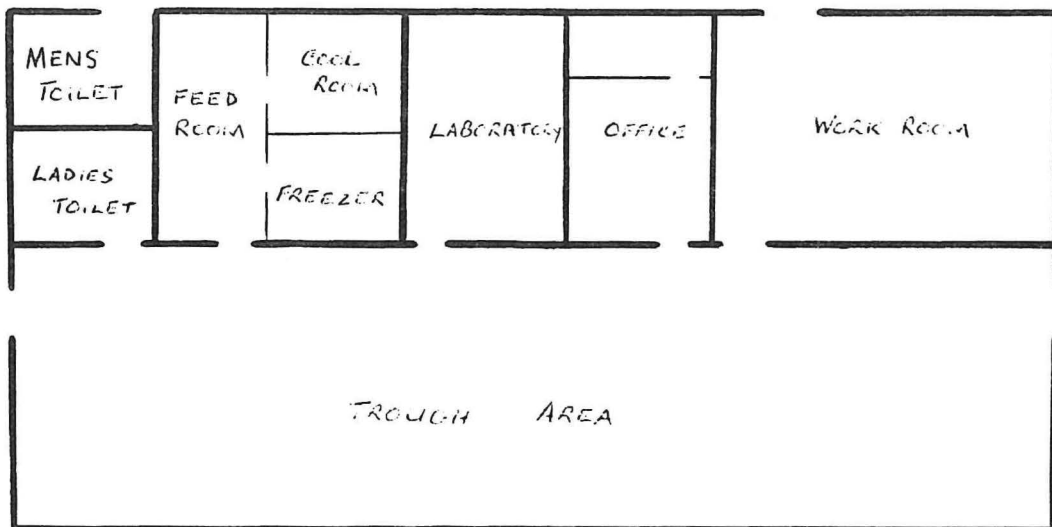 MENS
TOILET
LADIES
TOILET
FEED
ROOM
COOL
ROOM
FREEZER
LABORATORY
OFFICE
WORK ROOM
TROUGH AREA